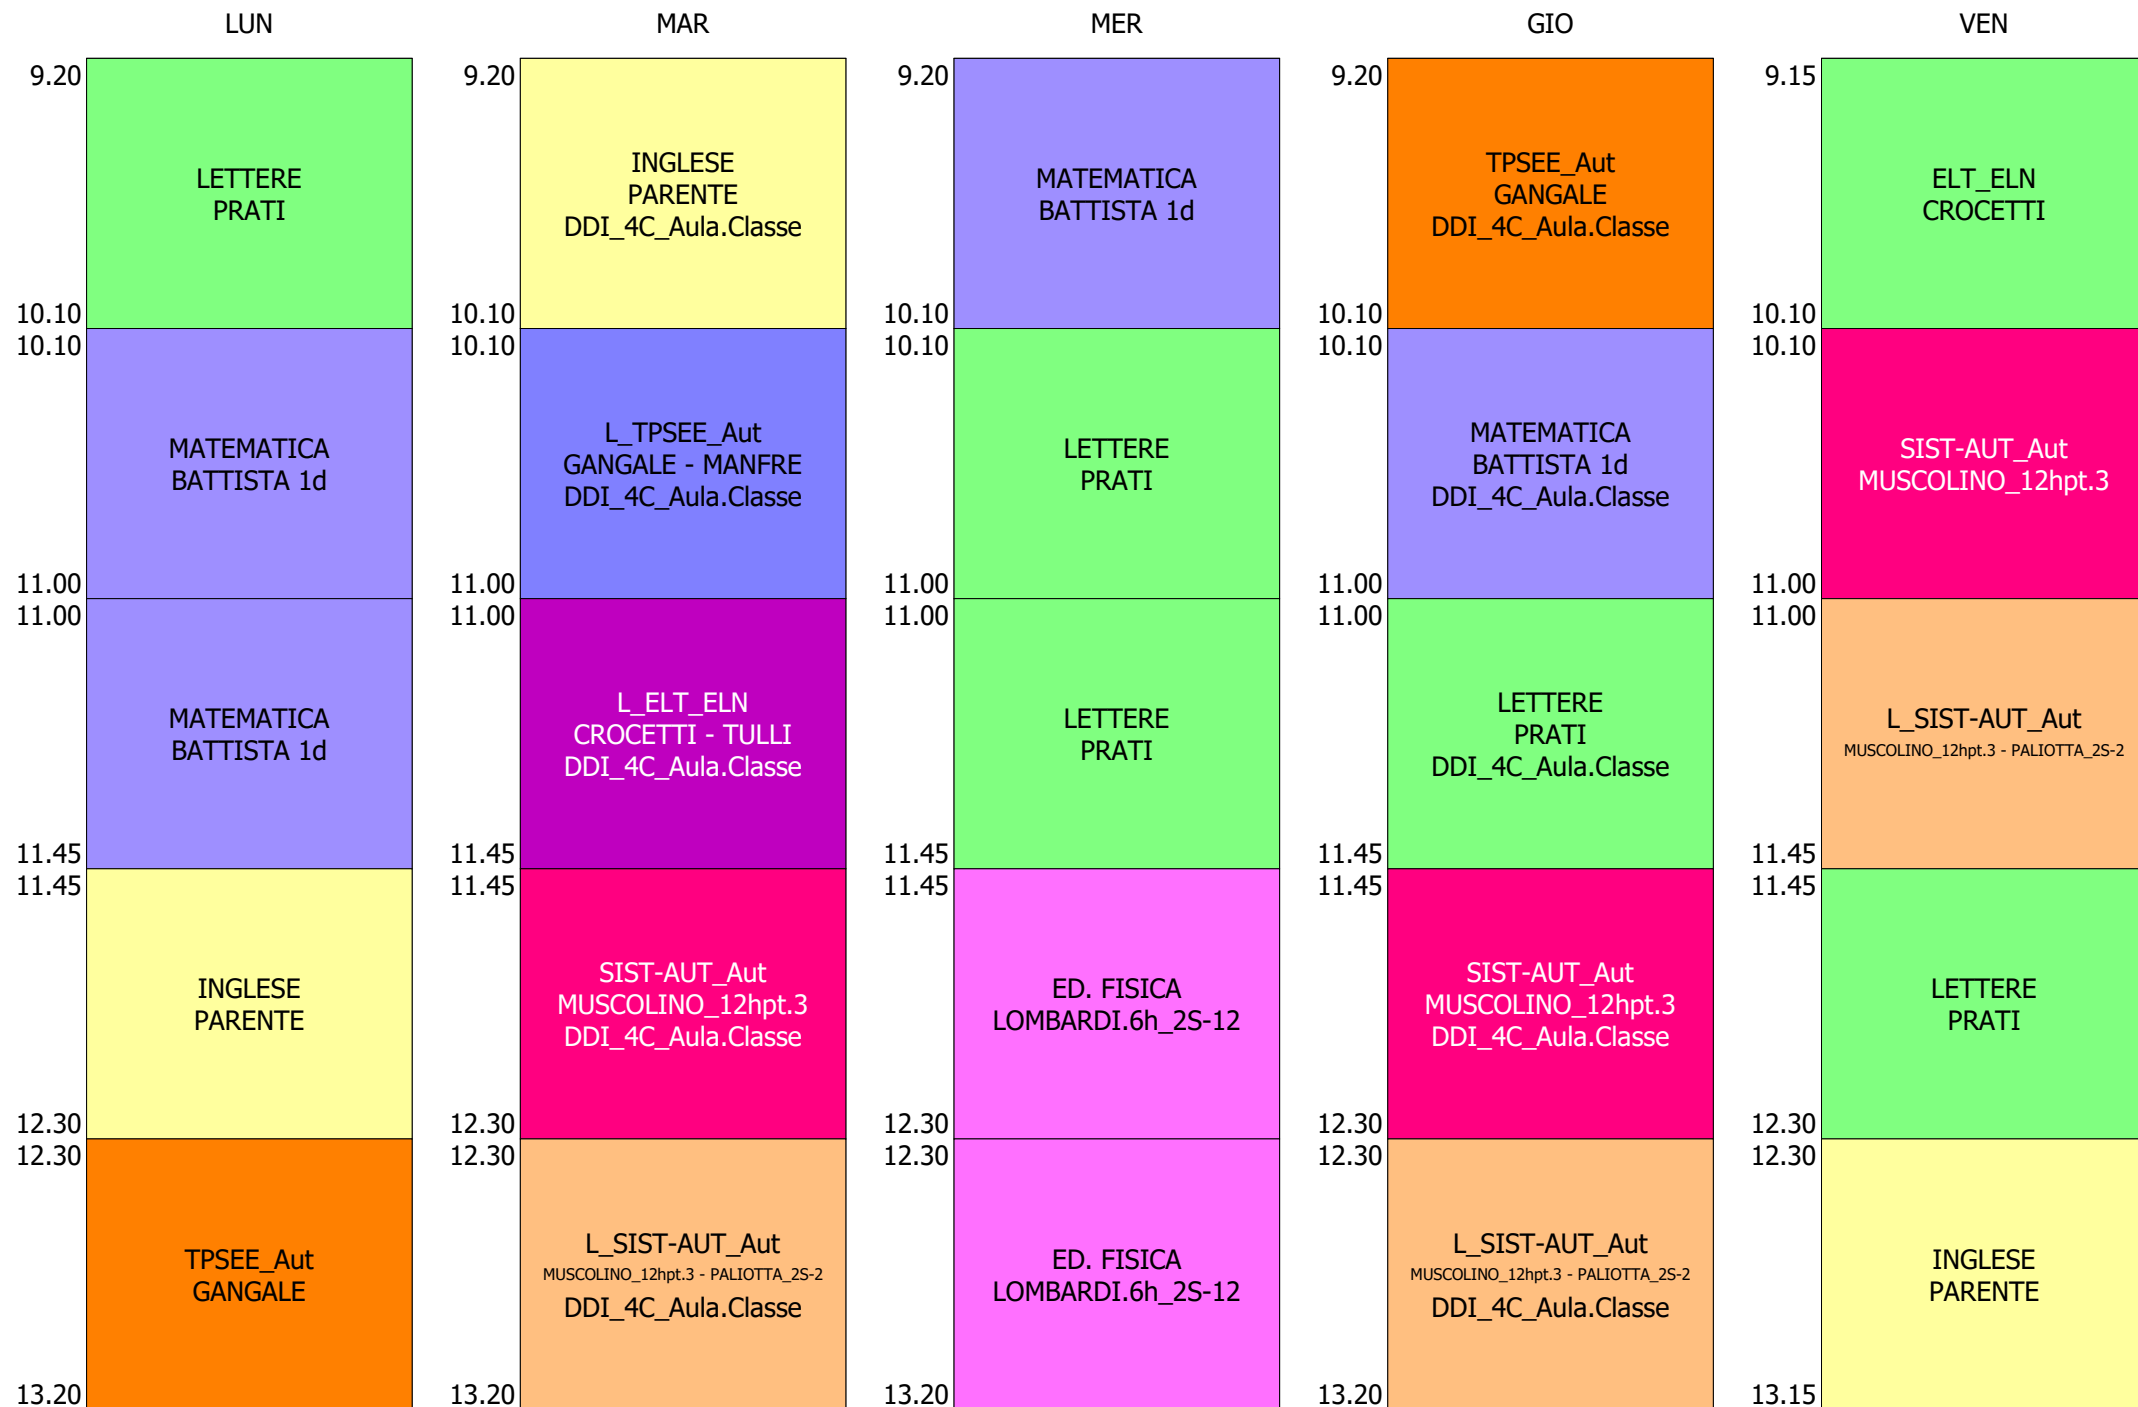 LUN
MAR
MER
GIO
VEN
9.20
LETTERE
PRATI
10.10
10.10
MATEMATICA
BATTISTA 1d
11.00
11.00
MATEMATICA
BATTISTA 1d
11.45
11.45
INGLESE
PARENTE
12.30
12.30
TPSEE_Aut
GANGALE
13.20
9.20
INGLESE
PARENTE
DDI_4C_Aula.Classe
10.10
10.10
L_TPSEE_Aut
GANGALE - MANFRE
DDI_4C_Aula.Classe
11.00
11.00
L_ELT_ELN
CROCETTI - TULLI
DDI_4C_Aula.Classe
11.45
11.45
SIST-AUT_Aut
MUSCOLINO_12hpt.3
DDI_4C_Aula.Classe
12.30
12.30
L_SIST-AUT_Aut
MUSCOLINO_12hpt.3 - PALIOTTA_2S-2
DDI_4C_Aula.Classe
13.20
9.20
MATEMATICA
BATTISTA 1d
10.10
10.10
LETTERE
PRATI
11.00
11.00
LETTERE
PRATI
11.45
11.45
ED. FISICA
LOMBARDI.6h_2S-12
12.30
12.30
ED. FISICA
LOMBARDI.6h_2S-12
13.20
9.20
TPSEE_Aut
GANGALE
DDI_4C_Aula.Classe
10.10
10.10
MATEMATICA
BATTISTA 1d
DDI_4C_Aula.Classe
11.00
11.00
LETTERE
PRATI
DDI_4C_Aula.Classe
11.45
11.45
SIST-AUT_Aut
MUSCOLINO_12hpt.3
DDI_4C_Aula.Classe
12.30
12.30
L_SIST-AUT_Aut
MUSCOLINO_12hpt.3 - PALIOTTA_2S-2
DDI_4C_Aula.Classe
13.20
9.15
ELT_ELN
CROCETTI
10.10
10.10
SIST-AUT_Aut
MUSCOLINO_12hpt.3
11.00
11.00
L_SIST-AUT_Aut
MUSCOLINO_12hpt.3 - PALIOTTA_2S-2
11.45
11.45
LETTERE
PRATI
12.30
12.30
INGLESE
PARENTE
13.15